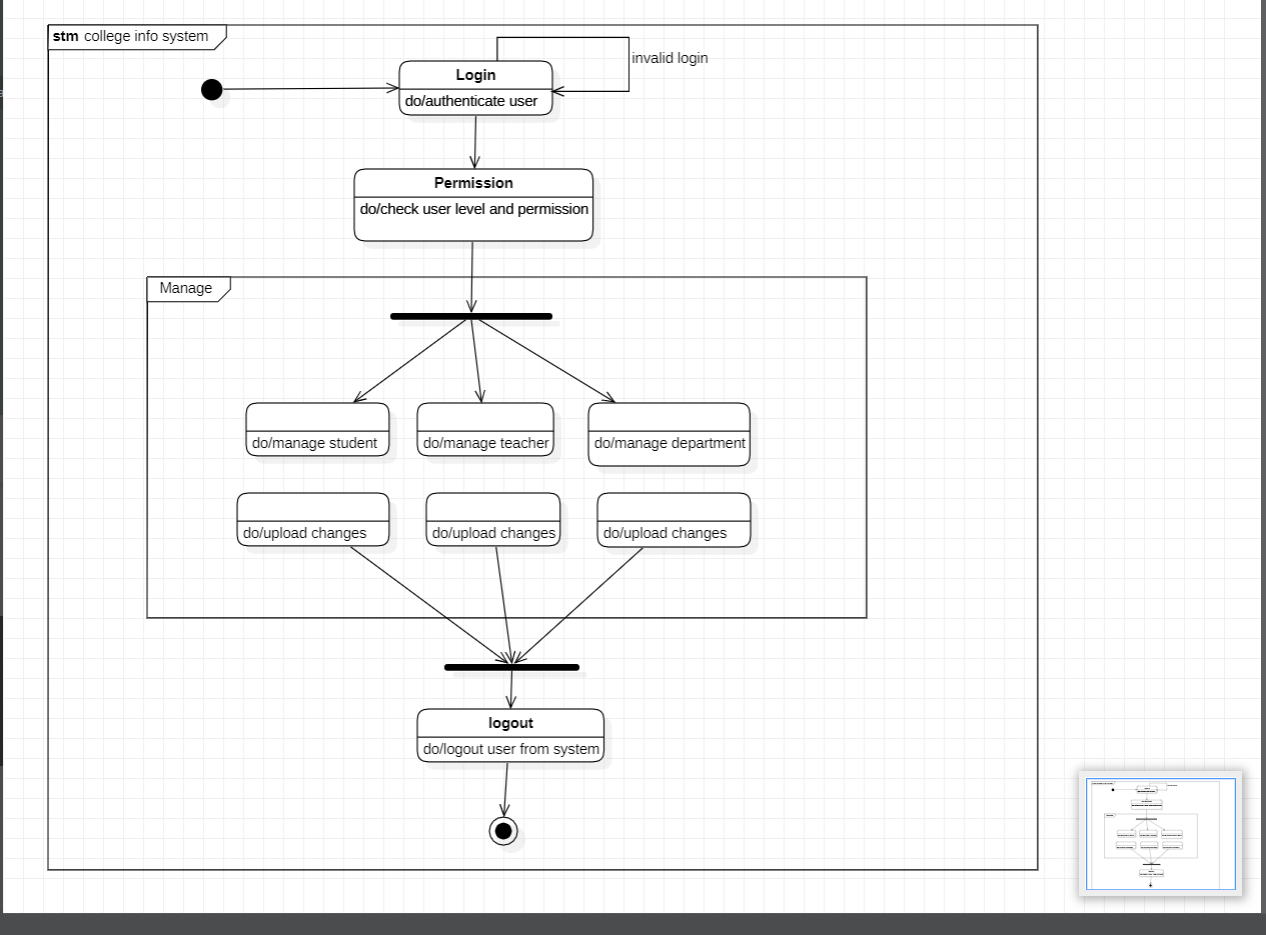 stm college info system
invalid login
Login
do/authenticate user
Permission
do/check user level and permission
Manage
do/manage student
do/manage teacher
do/manage department
do/upload changes
do/upload changes
do/upload changes
logout
do/logout user from system